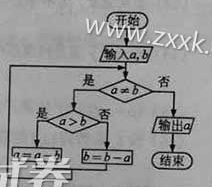 开始
www.zxxk.
输入a,b
是
a≠b
否
是
a>b
否
输出a
a=a-b
b=b-a
结束